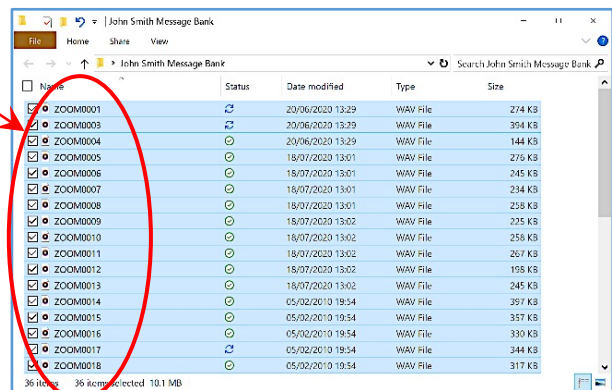 John Smith Message Bank
File Home Share View
John Smith Message Bank Search John Smith Message Bank
Name Status Date modified Type Size
ZOOM0001 20/06/2020 13:29 WAV File 274 KB
ZOOM0003 20/06/2020 13:29 WAV File 394 KB
ZOOM0004 20/06/2020 13:29 WAV File 144 KB
ZOOM0005 18/07/2020 13:01 WAV File 276 KB
ZOOM0006 18/07/2020 13:01 WAV File 245 KB
ZOOM0007 18/07/2020 13:01 WAV File 234 KB
ZOOM0008 18/07/2020 13:01 WAV File 258 KB
ZOOM0009 18/07/2020 13:02 WAV File 225 KB
ZOOM0010 18/07/2020 13:02 WAV File 258 KB
ZOOM0011 18/07/2020 13:02 WAV File 267 KB
ZOOM0012 18/07/2020 13:02 WAV File 198 KB
ZOOM0013 18/07/2020 13:02 WAV File 245 KB
ZOOM0014 05/02/2010 19:54 WAV File 397 KB
ZOOM0015 05/02/2010 19:54 WAV File 357 KB
ZOOM0016 05/02/2010 19:54 WAV File 330 KB
ZOOM0017 05/02/2010 19:54 WAV File 344 KB
ZOOM0018 05/02/2010 19:54 WAV File 317 KB
36 items 36 items selected 10.1 MB